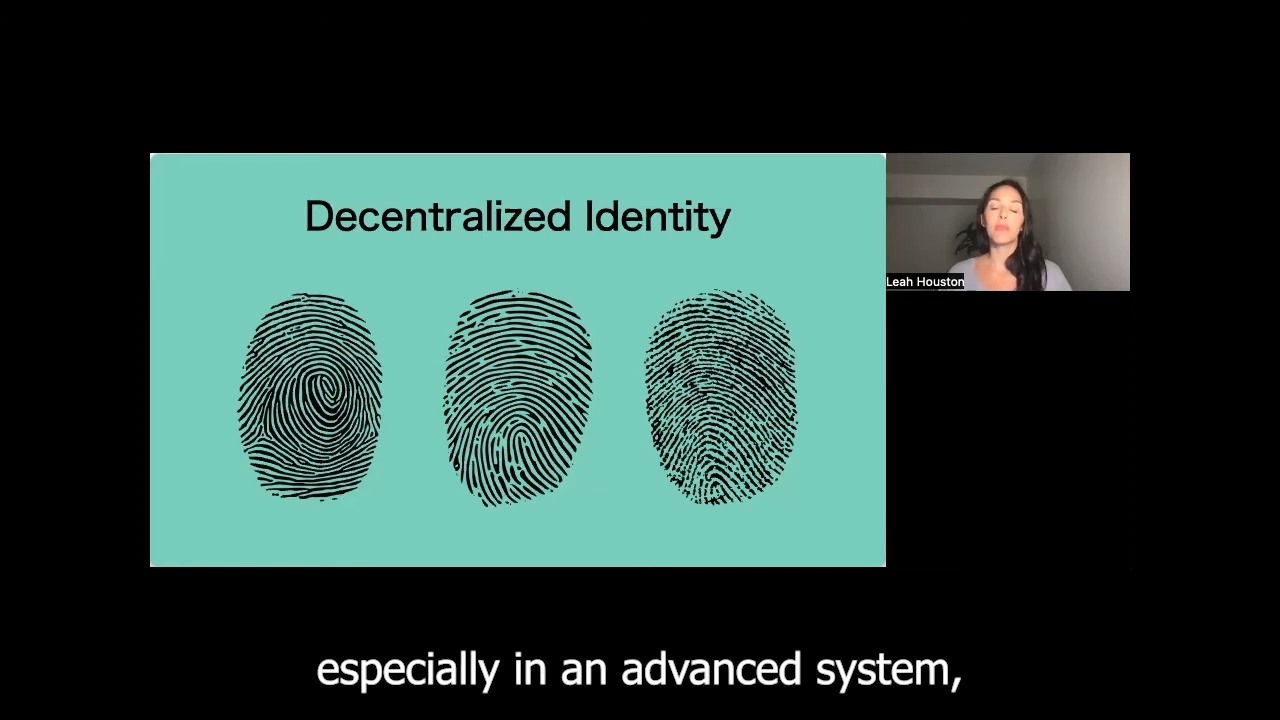 Decentralized Identity
Leah Houston
especially in an advanced system,